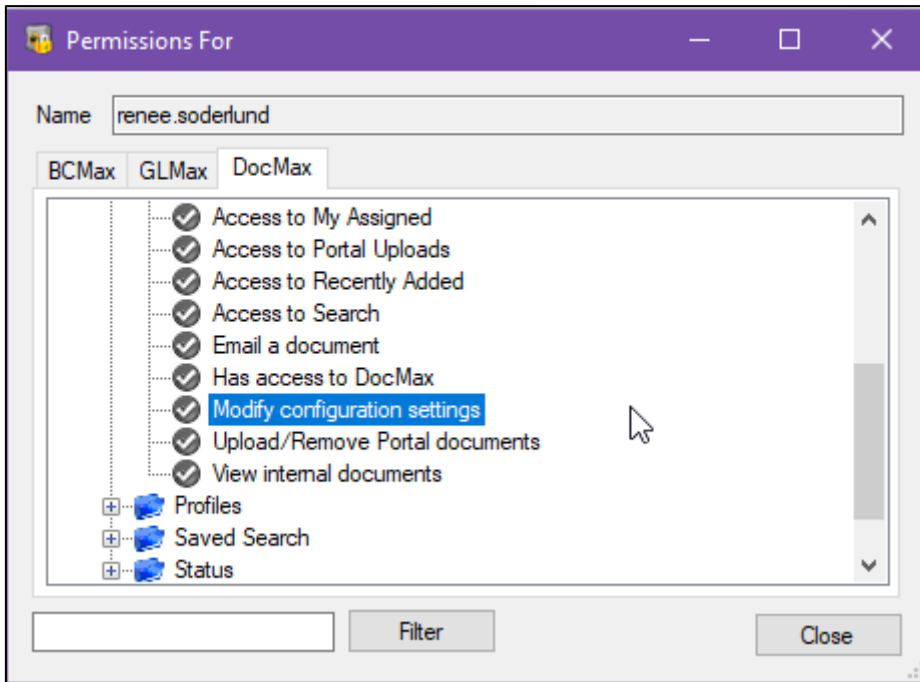 Permissions For
Name renee.soderlund
BCMax GLMax DocMax
Access to My Assigned
Access to Portal Uploads
Access to Recently Added
Access to Search
Email a document
Has access to DocMax
Modify configuration settings
Upload/Remove Portal documents
View internal documents
Profiles
Saved Search
Status
Filter Close